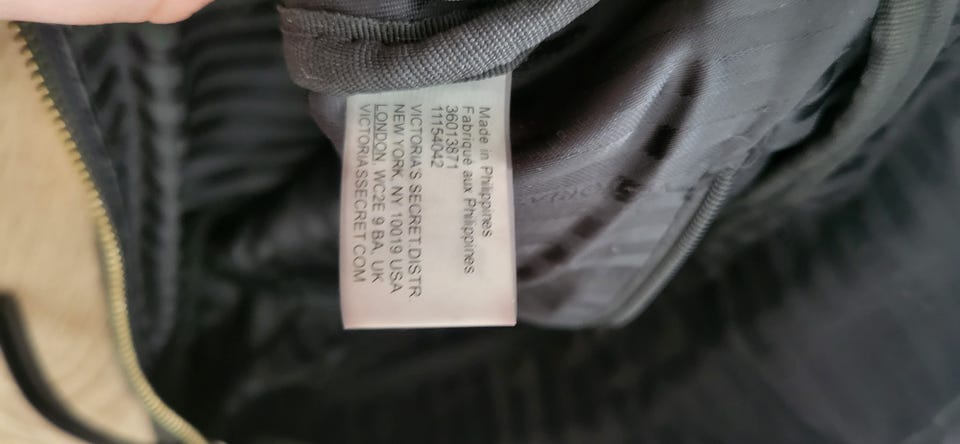 Made in Philippines
Fabriqué aux Philippines
36013871
11154042
VICTORIA'S SECRET DISTR
NEW YORK, NY 10019 USA
LONDON WC2E 9 BA, UK
VICTORIASSECRET.COM